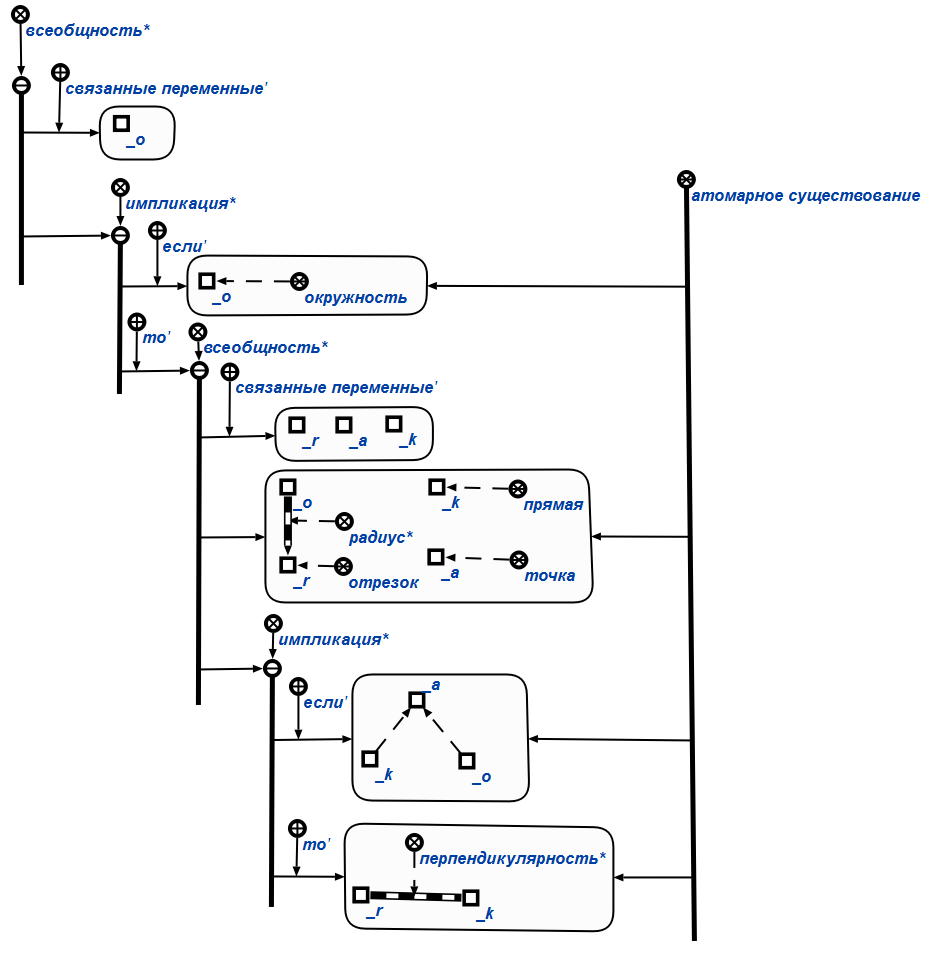 всеобщность*
связанные переменные'
_o
импликация*
атомарное существование
если'
_o
окружность
то'
всеобщность*
связанные переменные'
_r
_a
_k
_o
_k
прямая
радиус*
_r
отрезок
_a
точка
импликация*
если'
_a
_k
_o
то'
перпендикулярность*
_r
_k